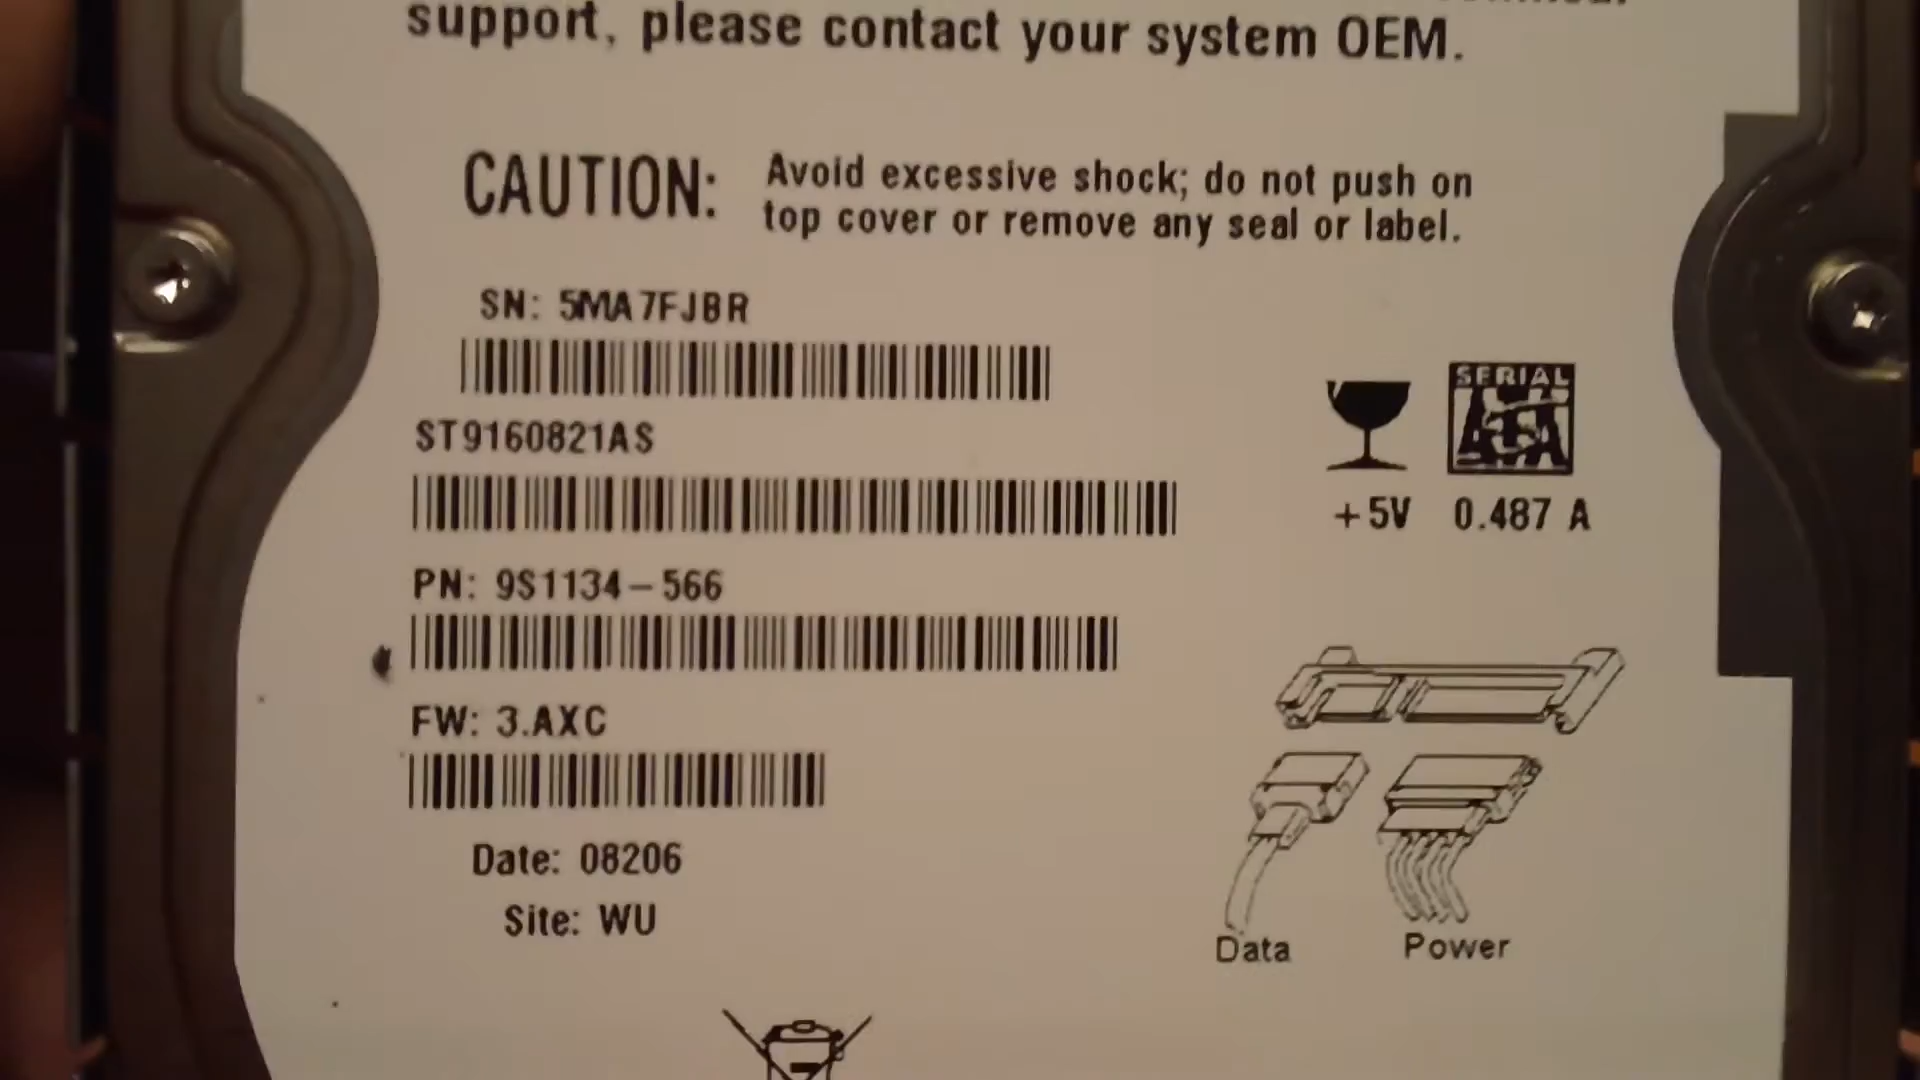 support, please contact your system OEM.
CAUTION: Avoid excessive shock; do not push on
top cover or remove any seal or label.
SN: 5MA7FJBR
ST9160821AS
SERIAL
ATA
+5V 0.487 A
PN: 9S1134-566
FW: 3.AXC
Date: 08206
Site: WU
Data Power